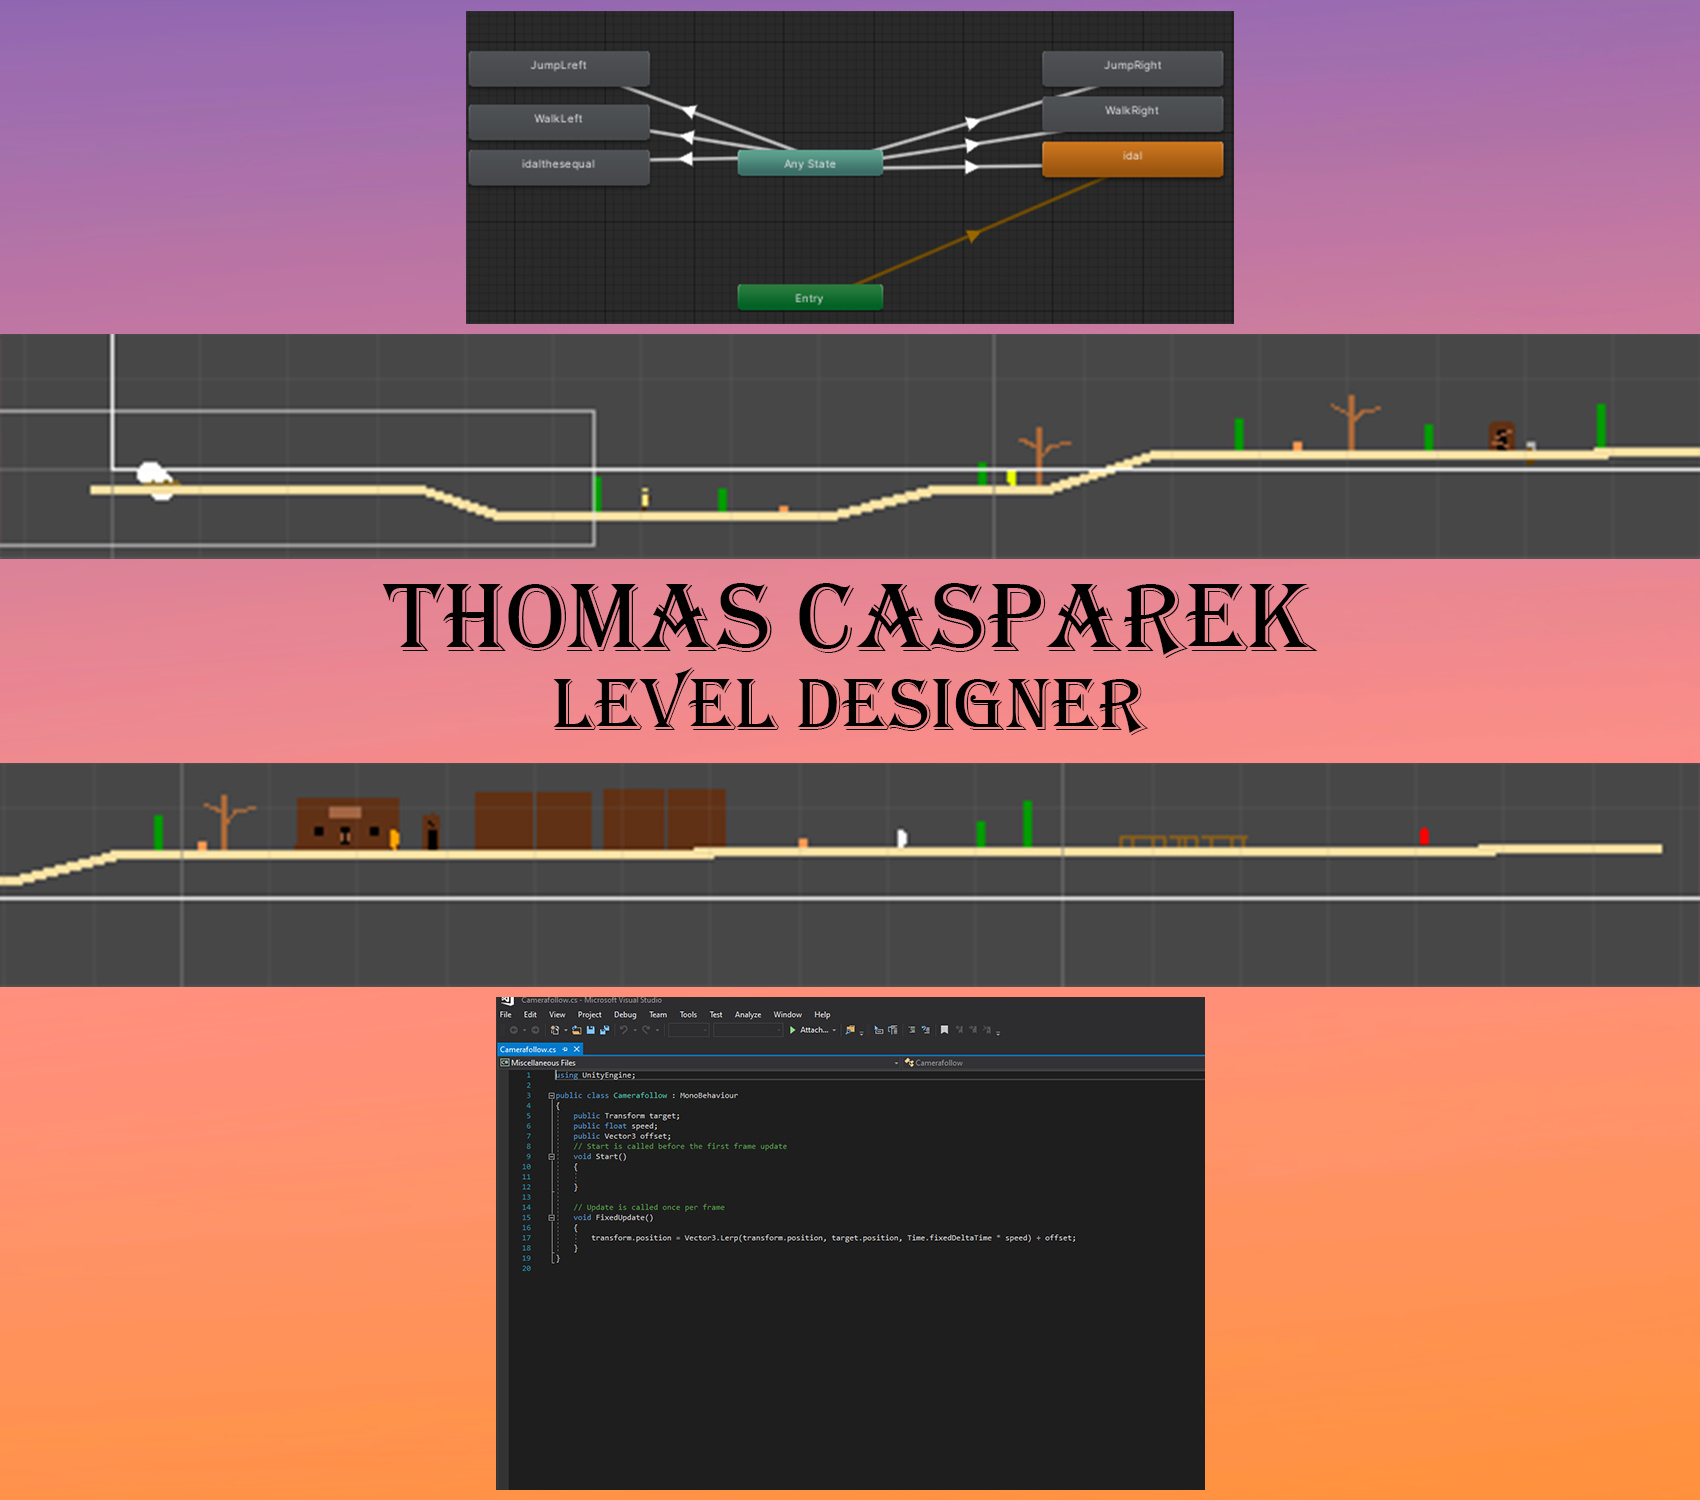 JumpLreft
JumpRight
WalkLeft
WalkRight
idalthesequal
Any State
idal
Entry
THOMAS CASPAREK
LEVEL DESIGNER
Camerafollow.cs - Microsoft Visual Studio
File Edit View Project Debug Team Tools Test Analyze Window Help
Attach...
Camerafollow.cs
Miscellaneous Files
Camerafollow
1 using UnityEngine;
2
3 public class Camerafollow : MonoBehaviour
4 {
5 public Transform target;
6 public float speed;
7 public Vector3 offset;
8 // Start is called before the first frame update
9 void Start()
10 {
11
12 }
13
14 // Update is called once per frame
15 void FixedUpdate()
16 {
17 transform.position = Vector3.Lerp(transform.position, target.position, Time.fixedDeltaTime * speed) + offset;
18 }
19 }
20